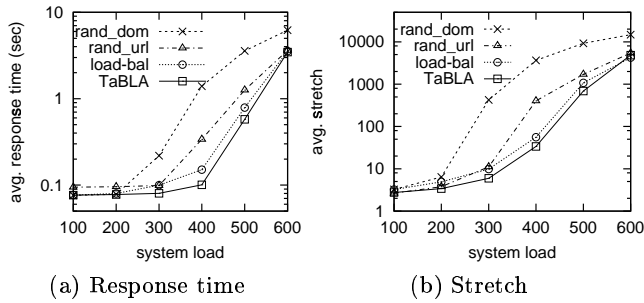 avg. response time (sec)
10
1
0.1
rand_dom
rand_url
load-bal
TaBLA
100 200 300 400 500 600
system load
(a) Response time
avg. stretch
10000
1000
100
10
1
rand_dom
rand_url
load-bal
TaBLA
100 200 300 400 500 600
system load
(b) Stretch